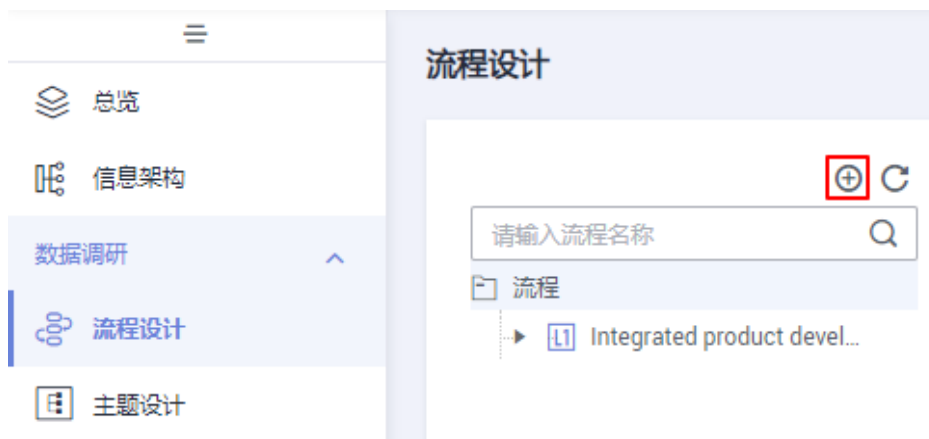 总览
信息架构
数据调研
流程设计
主题设计
流程设计
请输入流程名称
流程
L1 Integrated product devel...